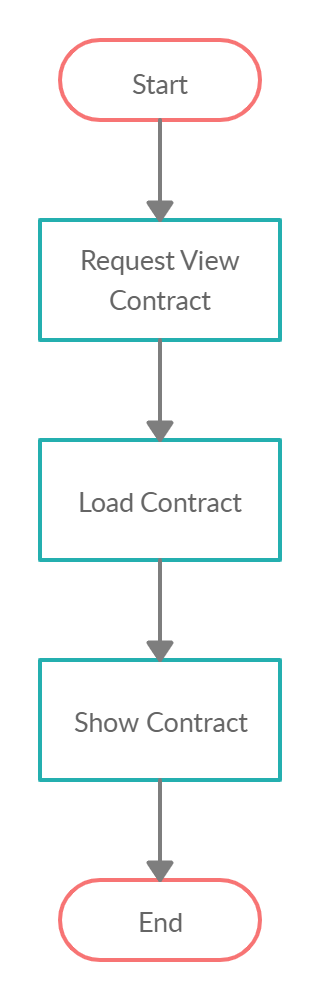 Start
Request View
Contract
Load Contract
Show Contract
End